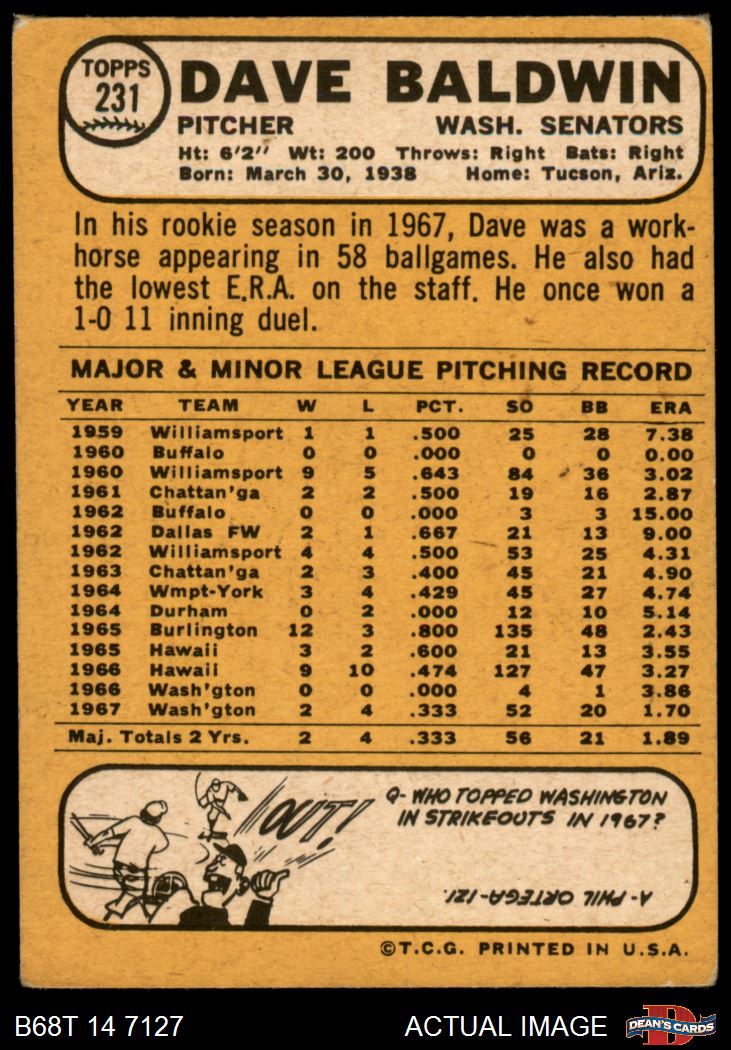 TOPPS
231
DAVE BALDWIN
PITCHER WASH. SENATORS
Ht: 6'2" Wt: 200 Throws: Right Bats: Right
Born: March 30, 1938 Home: Tucson, Ariz.
In his rookie season in 1967, Dave was a work-
horse appearing in 58 ballgames. He also had
the lowest E.R.A. on the staff. He once won a
1-0 11 inning duel.
MAJOR & MINOR LEAGUE PITCHING RECORD
YEAR TEAM W L PCT. SO BB ERA
1959 Williamsport 1 1 .500 25 28 7.38
1960 Buffalo 0 0 .000 0 0 0.00
1960 Williamsport 9 5 .643 84 36 3.02
1961 Chattan'ga 2 2 .500 19 16 2.87
1962 Buffalo 0 0 .000 3 3 15.00
1962 Dallas FW 2 1 .667 21 13 9.00
1962 Williamsport 4 4 .500 53 25 4.31
1963 Chattan'ga 2 3 .400 45 21 4.90
1964 Wmpt-York 3 4 .429 45 27 4.74
1964 Durham 0 2 .000 12 10 5.14
1965 Burlington 12 3 .800 135 48 2.43
1965 Hawaii 3 2 .600 21 13 3.55
1966 Hawaii 9 10 .474 127 47 3.27
1966 Wash'gton 0 0 .000 4 1 3.86
1967 Wash'gton 2 4 .333 52 20 1.70
Maj. Totals 2 Yrs. 2 4 .333 56 21 1.89
OUT!
Q- WHO TOPPED WASHINGTON
IN STRIKEOUTS IN 1967?
A- PHIL ORTEGA-121.
©T.C.G. PRINTED IN U.S.A.
B68T 14 7127 ACTUAL IMAGE
DEAN'S CARDS